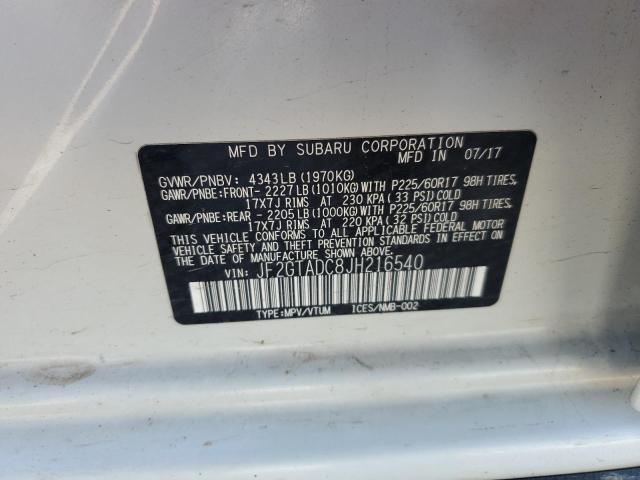 MFD BY SUBARU CORPORATION
MFD IN 07/17
GVWR/PNBV: 4343LB (1970KG)
GAWR/PNBE:FRONT- 2227LB(1010KG)WITH P225/60R17 98H TIRES,
17X7J RIMS AT 230 KPA (33 PSI)COLD
GAWR/PNBE:REAR - 2205LB(1000KG)WITH P225/60R17 98H TIRES,
17X7J RIMS AT 220 KPA (32 PSI)COLD
THIS VEHICLE CONFORMS TO ALL APPLICABLE FEDERAL MOTOR
VEHICLE SAFETY AND THEFT PREVENTION STANDARDS IN EFFECT
ON THE DATE OF MANUFACTURE SHOWN ABOVE.
VIN: JF2GTADC8JH216540
TYPE:MPV/VTUM ICES/NMB-002